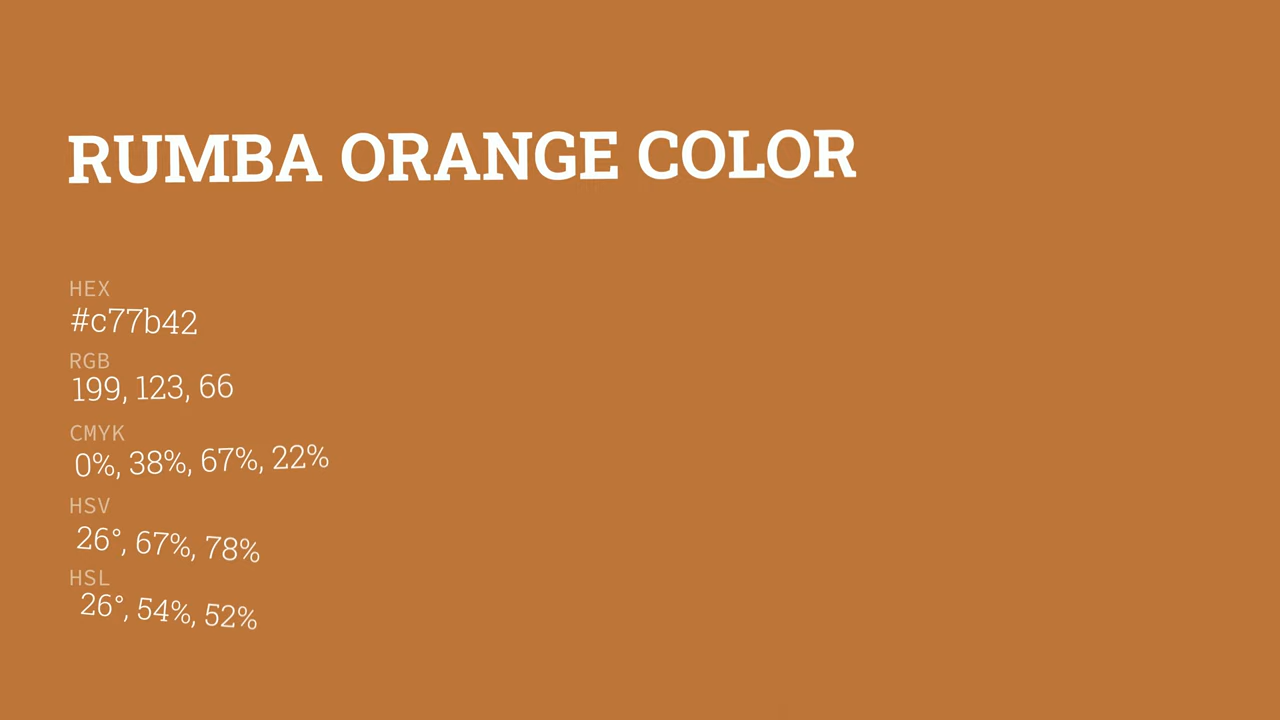 RUMBA ORANGE COLOR
HEX
#c77b42
RGB
199, 123, 66
CMYK
0%, 38%, 67%, 22%
HSV
26°, 67%, 78%
HSL
26°, 54%, 52%